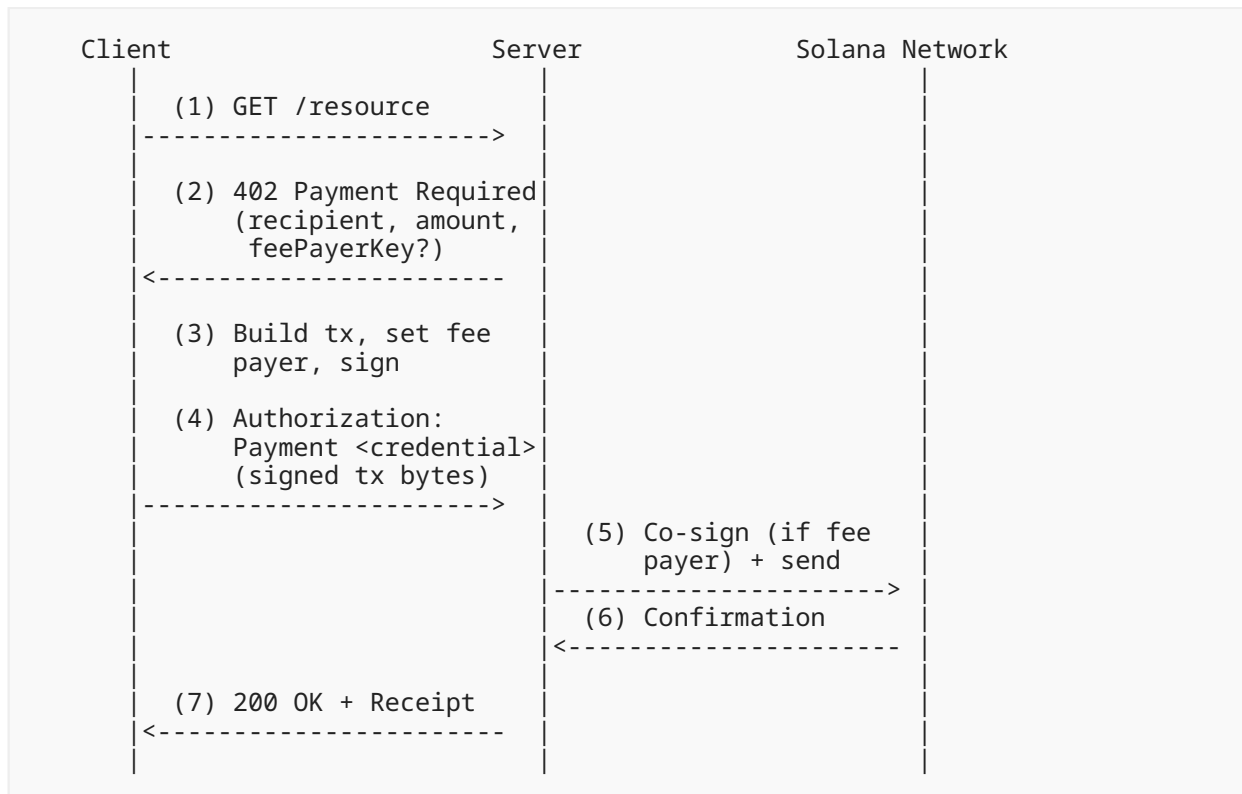 Client Server Solana Network
(1) GET /resource
(2) 402 Payment Required
(recipient, amount,
feePayerKey?)
(3) Build tx, set fee
payer, sign
(4) Authorization:
Payment <credential>
(signed tx bytes)
(5) Co-sign (if fee
payer) + send
(6) Confirmation
(7) 200 OK + Receipt